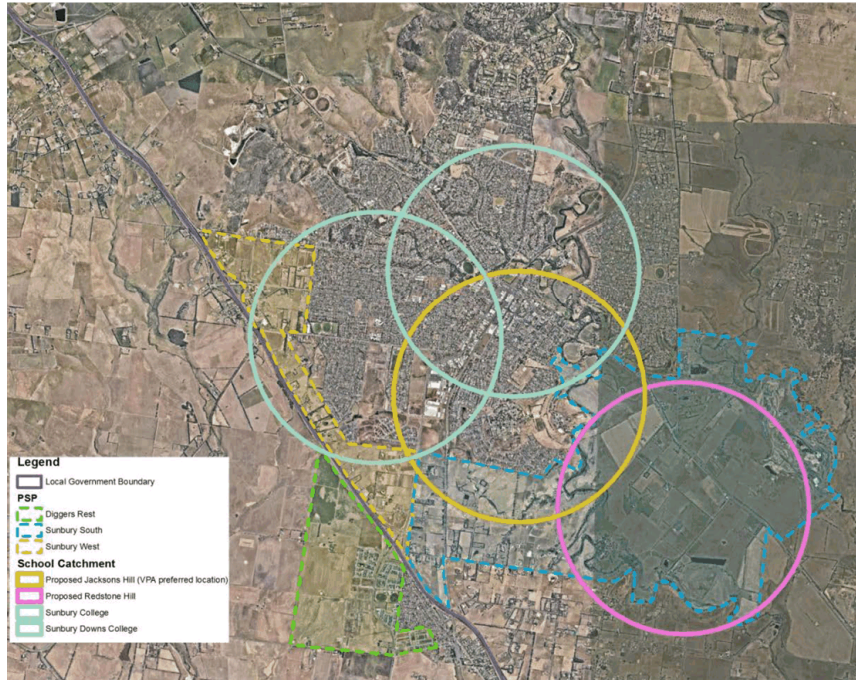 Legend
Local Government Boundary
PSP
Diggers Rest
Sunbury South
Sunbury West
School Catchment
Proposed Jacksons Hill (VPA preferred location)
Proposed Redstone Hill
Sunbury College
Sunbury Downs College